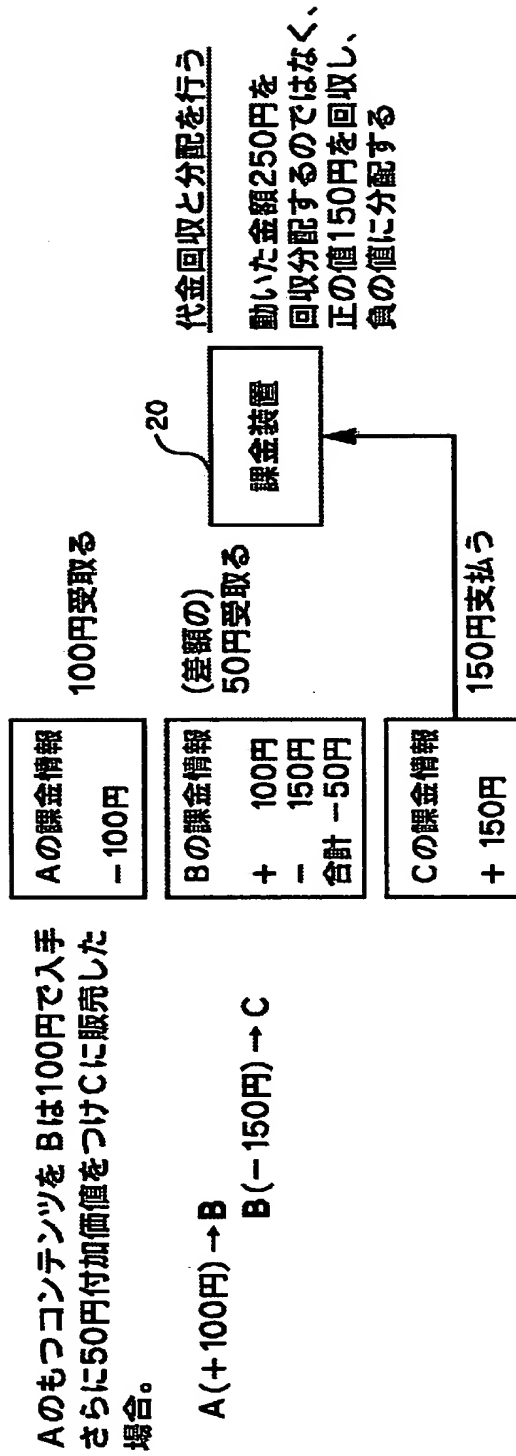 Aのもつコンテンツを Bは100円で入手
さらに50円付加価値をつけCに販売した
場合。
A(+100円)→B
B(−150円)→C
Aの課金情報
−100円
100円受取る
Bの課金情報
+ 100円
− 150円
合計 −50円
(差額の)
50円受取る
Cの課金情報
+ 150円
150円支払う
20
課金装置
代金回収と分配を行う
動いた金額250円を
回収分配するのではなく、
正の値150円を回収し、
負の値に分配する